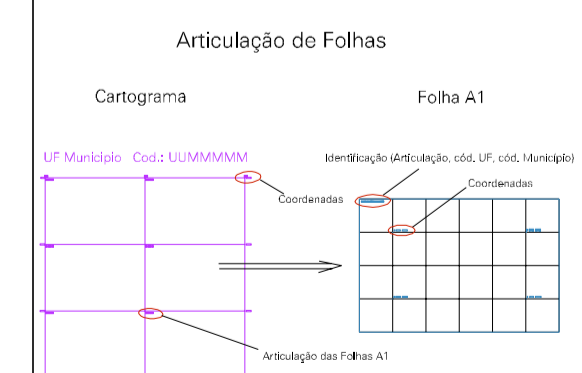 Articulação de Folhas
Cartograma
Folha A1
UF Municipio Cod.: UUMMMMM
Identificação (Articulação, cód. UF, cód. Município)
Coordenadas
Coordenadas
Articulação das Folhas A1